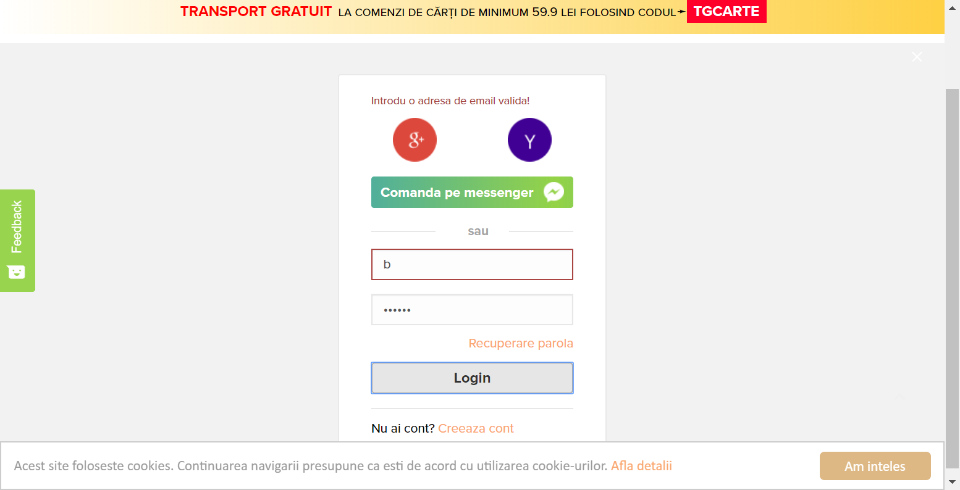 TRANSPORT GRATUIT LA COMENZI DE CĂRȚI DE MINIMUM 59.9 LEI FOLOSIND CODUL TGCARTE
Introdu o adresa de email valida!
g+ Y
Comanda pe messenger
sau
b
••••••
Recuperare parola
Login
Nu ai cont? Creeaza cont
Feedback
Acest site foloseste cookies. Continuarea navigarii presupune ca esti de acord cu utilizarea cookie-urilor. Afla detalii
Am inteles